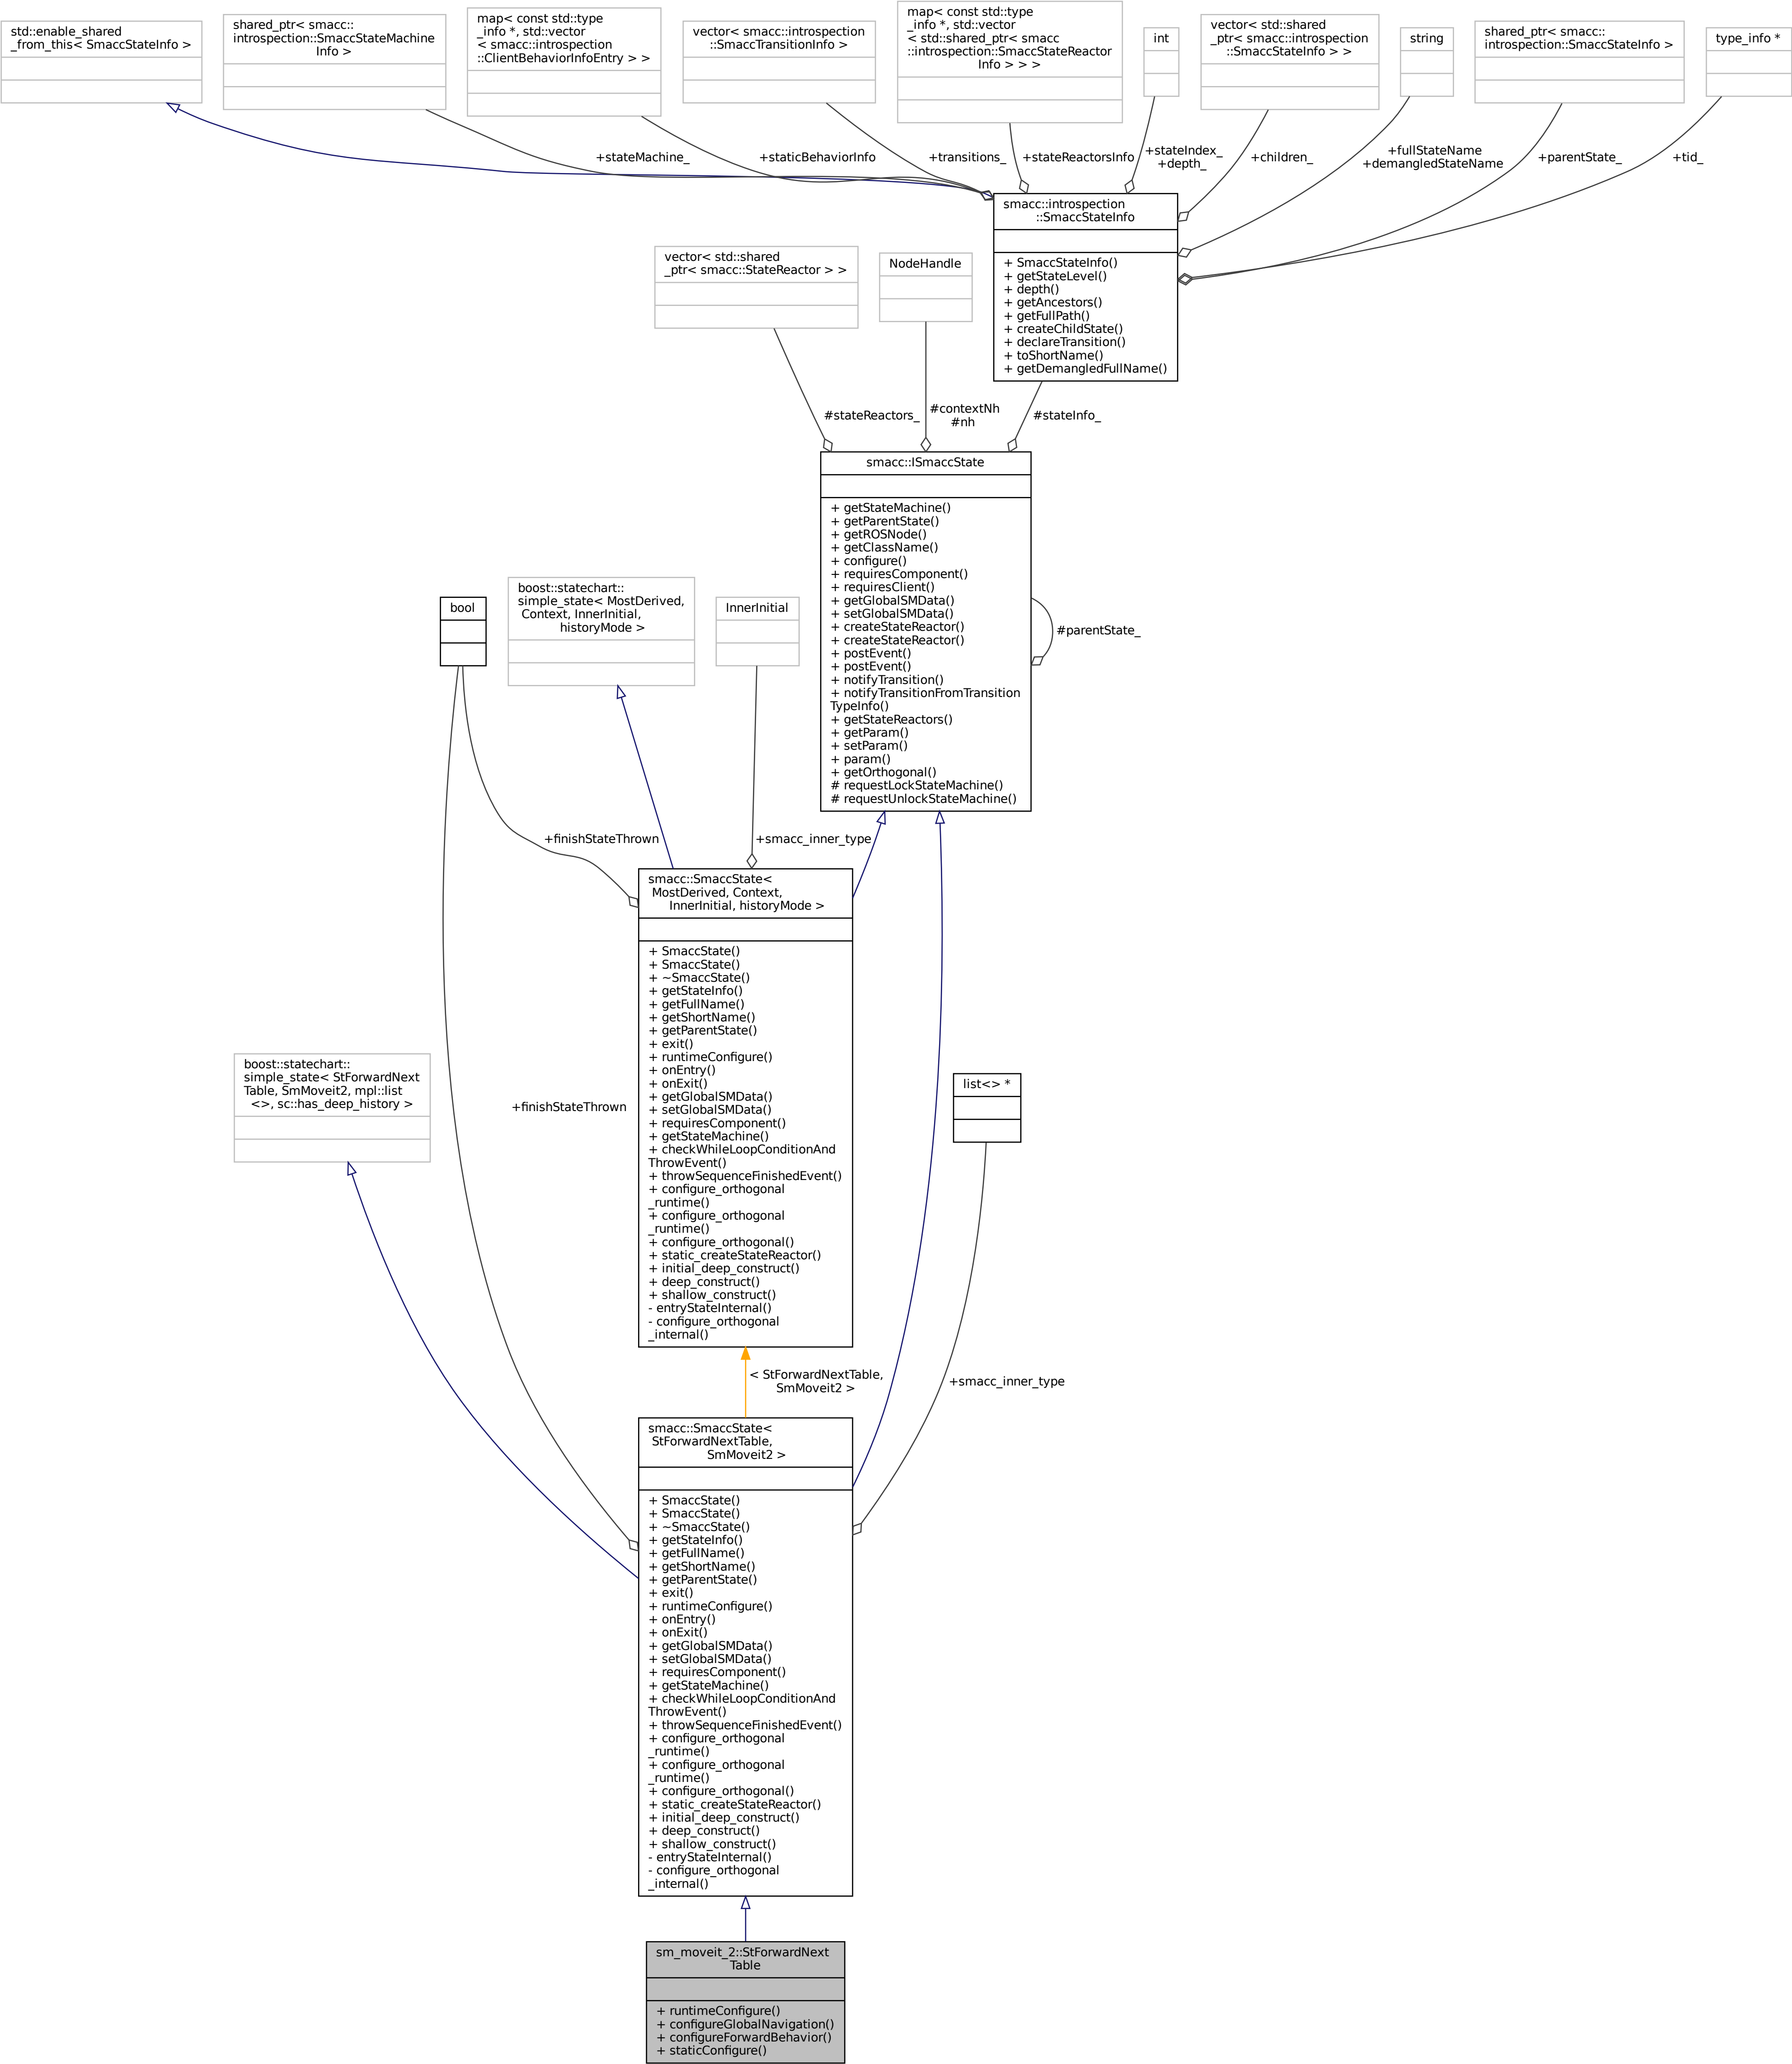 std::enable_shared
_from_this< SmaccStateInfo >
shared_ptr< smacc::
introspection::SmaccStateMachine
Info >
map< const std::type
_info *, std::vector
< smacc::introspection
::ClientBehaviorInfoEntry > >
vector< smacc::introspection
::SmaccTransitionInfo >
map< const std::type
_info *, std::vector
< std::shared_ptr< smacc
::introspection::SmaccStateReactor
Info > > >
int
vector< std::shared
_ptr< smacc::introspection
::SmaccStateInfo > >
string
shared_ptr< smacc::
introspection::SmaccStateInfo >
type_info *
+stateMachine_
+staticBehaviorInfo
+transitions_
+stateReactorsInfo
+stateIndex_
+depth_
+children_
+fullStateName
+demangledStateName
+parentState_
+tid_
smacc::introspection
::SmaccStateInfo
+ SmaccStateInfo()
+ getStateLevel()
+ depth()
+ getAncestors()
+ getFullPath()
+ createChildState()
+ declareTransition()
+ toShortName()
+ getDemangledFullName()
vector< std::shared
_ptr< smacc::StateReactor > >
NodeHandle
#stateReactors_
#contextNh
#nh
#stateInfo_
smacc::ISmaccState
+ getStateMachine()
+ getParentState()
+ getROSNode()
+ getClassName()
+ configure()
+ requiresComponent()
+ requiresClient()
+ getGlobalSMData()
+ setGlobalSMData()
+ createStateReactor()
+ createStateReactor()
+ postEvent()
+ postEvent()
+ notifyTransition()
+ notifyTransitionFromTransition
TypeInfo()
+ getStateReactors()
+ getParam()
+ setParam()
+ param()
+ getOrthogonal()
# requestLockStateMachine()
# requestUnlockStateMachine()
#parentState_
bool
boost::statechart::
simple_state< MostDerived,
Context, InnerInitial,
historyMode >
InnerInitial
+finishStateThrown
+smacc_inner_type
smacc::SmaccState<
MostDerived, Context,
InnerInitial, historyMode >
+ SmaccState()
+ SmaccState()
+ ~SmaccState()
+ getStateInfo()
+ getFullName()
+ getShortName()
+ getParentState()
+ exit()
+ runtimeConfigure()
+ onEntry()
+ onExit()
+ getGlobalSMData()
+ setGlobalSMData()
+ requiresComponent()
+ getStateMachine()
+ checkWhileLoopConditionAnd
ThrowEvent()
+ throwSequenceFinishedEvent()
+ configure_orthogonal
_runtime()
+ configure_orthogonal
_runtime()
+ configure_orthogonal()
+ static_createStateReactor()
+ initial_deep_construct()
+ deep_construct()
+ shallow_construct()
- entryStateInternal()
- configure_orthogonal
_internal()
boost::statechart::
simple_state< StForwardNext
Table, SmMoveit2, mpl::list
<>, sc::has_deep_history >
+finishStateThrown
list<> *
< StForwardNextTable,
SmMoveit2 >
+smacc_inner_type
smacc::SmaccState<
StForwardNextTable,
SmMoveit2 >
+ SmaccState()
+ SmaccState()
+ ~SmaccState()
+ getStateInfo()
+ getFullName()
+ getShortName()
+ getParentState()
+ exit()
+ runtimeConfigure()
+ onEntry()
+ onExit()
+ getGlobalSMData()
+ setGlobalSMData()
+ requiresComponent()
+ getStateMachine()
+ checkWhileLoopConditionAnd
ThrowEvent()
+ throwSequenceFinishedEvent()
+ configure_orthogonal
_runtime()
+ configure_orthogonal
_runtime()
+ configure_orthogonal()
+ static_createStateReactor()
+ initial_deep_construct()
+ deep_construct()
+ shallow_construct()
- entryStateInternal()
- configure_orthogonal
_internal()
sm_moveit_2::StForwardNext
Table
+ runtimeConfigure()
+ configureGlobalNavigation()
+ configureForwardBehavior()
+ staticConfigure()